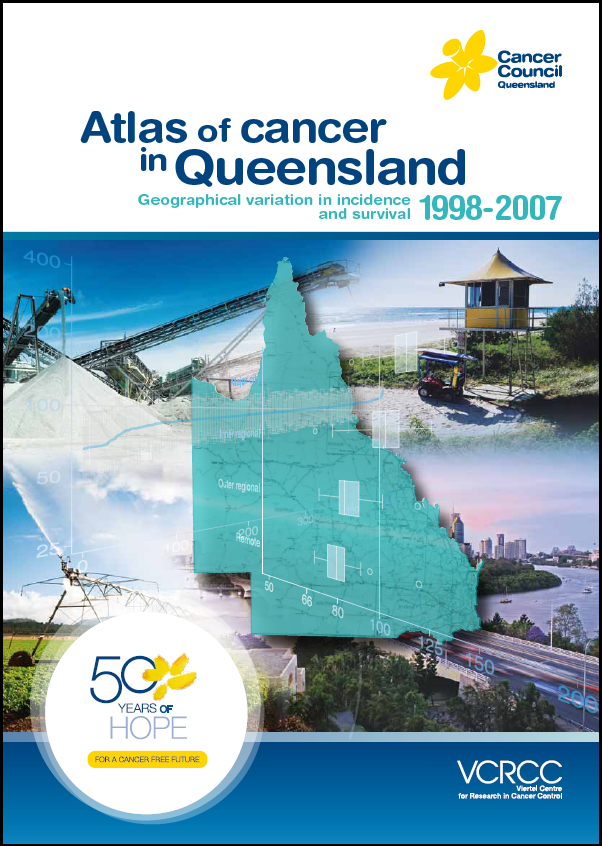 Cancer
Council
Queensland
Atlas of cancer
in Queensland
Geographical variation in incidence
and survival 1998-2007
400
100
50
25
0
100
200
Inner regional
Outer regional
Remote
50
66
80
100
125
150
200
50
YEARS OF
HOPE
FOR A CANCER FREE FUTURE
VCRCC
Viertel Centre
for Research in Cancer Control